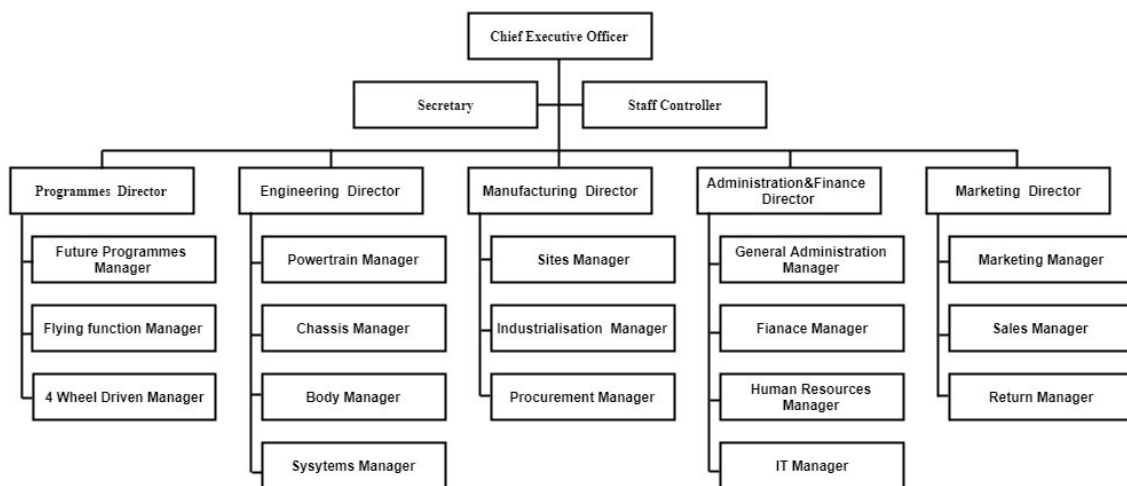 Chief Executive Officer
Secretary
Staff Controller
Programmes Director
Engineering Director
Manufacturing Director
Administration&Finance
Director
Marketing Director
Future Programmes
Manager
Powertrain Manager
Sites Manager
General Administration
Manager
Marketing Manager
Flying function Manager
Chassis Manager
Industrialisation Manager
Fianace Manager
Sales Manager
4 Wheel Driven Manager
Body Manager
Procurement Manager
Human Resources
Manager
Return Manager
Sysytems Manager
IT Manager